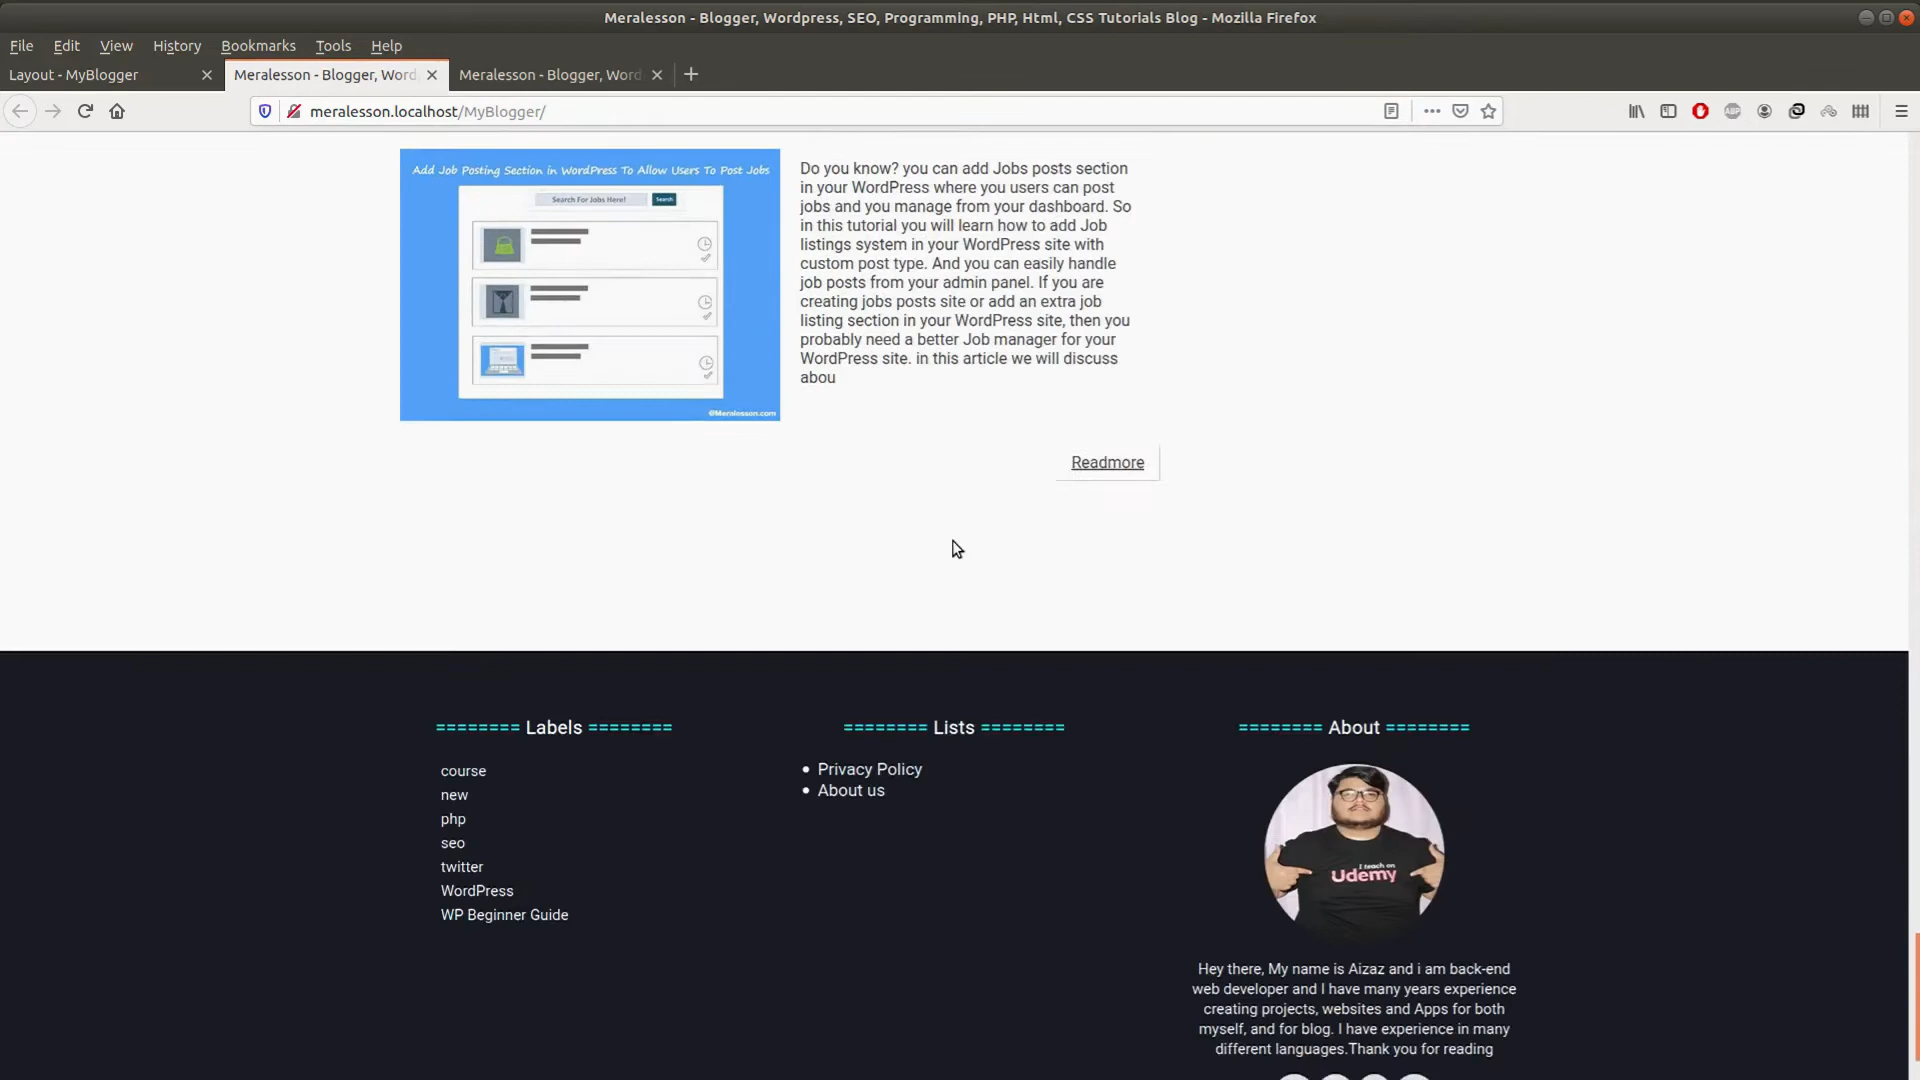 Meralesson - Blogger, Wordpress, SEO, Programming, PHP, Html, CSS Tutorials Blog - Mozilla Firefox
File Edit View History Bookmarks Tools Help
Layout - MyBlogger
Meralesson - Blogger, Word
Meralesson - Blogger, Word
meralesson.localhost/MyBlogger/
ABP
Add Job Posting Section in WordPress To Allow Users To Post Jobs
Search For Jobs Here!
Search
@Meralesson.com
Do you know? you can add Jobs posts section
in your WordPress where you users can post
jobs and you manage from your dashboard. So
in this tutorial you will learn how to add Job
listings system in your WordPress site with
custom post type. And you can easily handle
job posts from your admin panel. If you are
creating jobs posts site or add an extra job
listing section in your WordPress site, then you
probably need a better Job manager for your
WordPress site. in this article we will discuss
abou
Readmore
======== Labels ========
course
new
php
seo
twitter
WordPress
WP Beginner Guide
======== Lists ========
Privacy Policy
About us
======== About ========
I teach on
Udemy
Hey there, My name is Aizaz and i am back-end
web developer and I have many years experience
creating projects, websites and Apps for both
myself, and for blog. I have experience in many
different languages.Thank you for reading